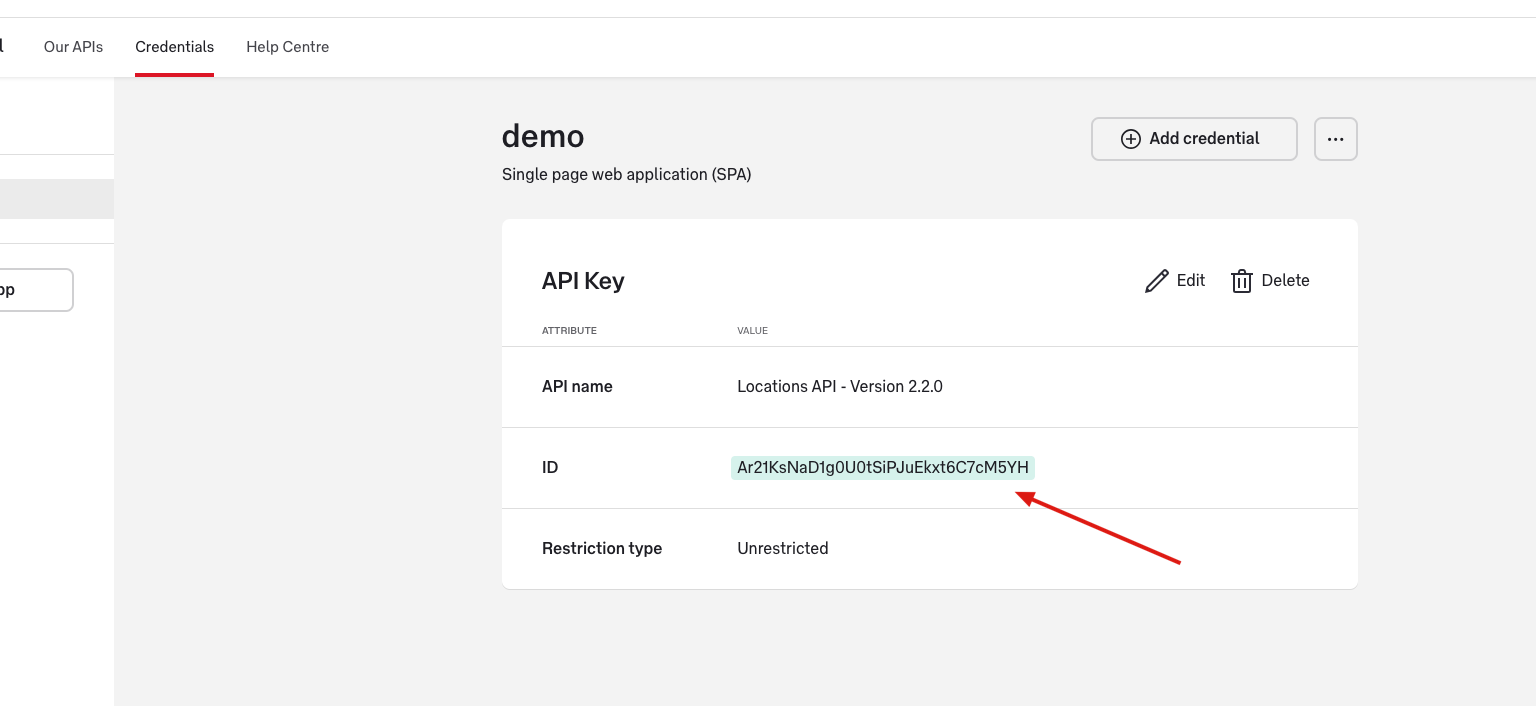 Our APIs Credentials Help Centre
demo
Add credential
Single page web application (SPA)
API Key
Edit Delete
ATTRIBUTE VALUE
API name Locations API - Version 2.2.0
ID Ar21KsNaD1g0U0tSiPJuEkxt6C7cM5YH
Restriction type Unrestricted